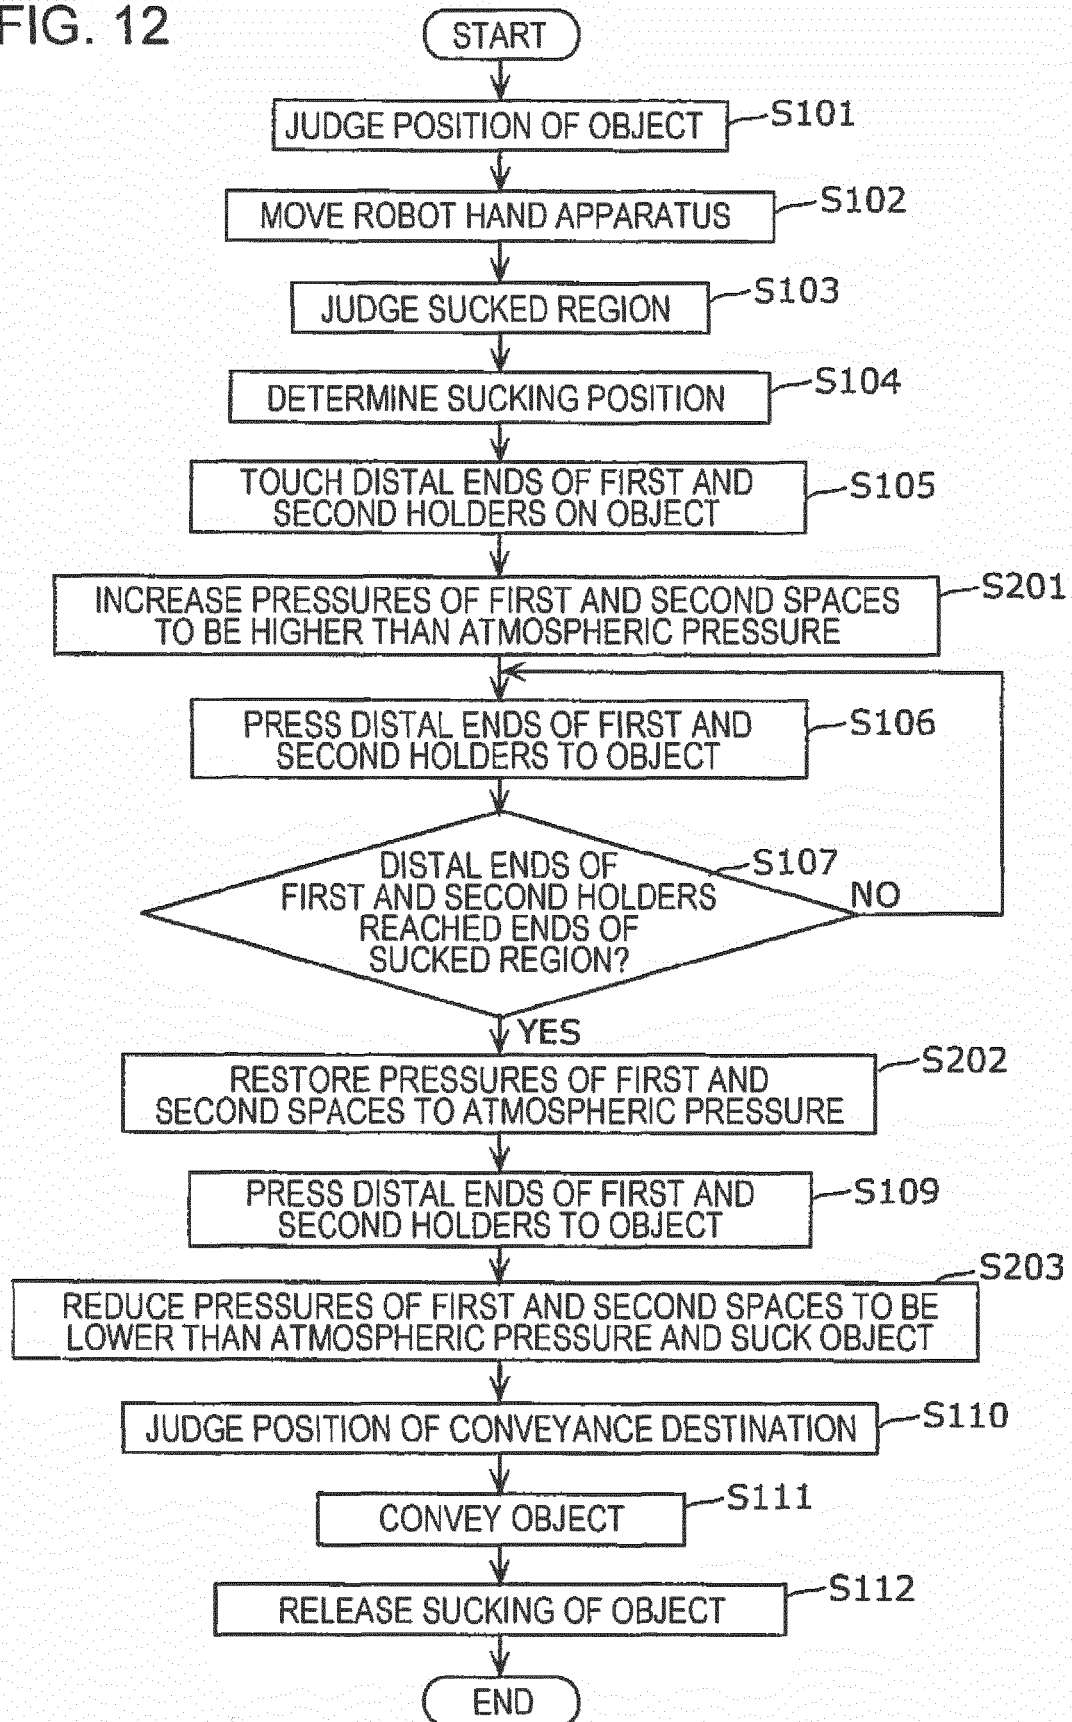 FIG. 12
START
JUDGE POSITION OF OBJECT
S101
MOVE ROBOT HAND APPARATUS
S102
JUDGE SUCKED REGION
S103
DETERMINE SUCKING POSITION
S104
TOUCH DISTAL ENDS OF FIRST AND
SECOND HOLDERS ON OBJECT
S105
INCREASE PRESSURES OF FIRST AND SECOND SPACES
TO BE HIGHER THAN ATMOSPHERIC PRESSURE
S201
PRESS DISTAL ENDS OF FIRST AND
SECOND HOLDERS TO OBJECT
S106
DISTAL ENDS OF
FIRST AND SECOND HOLDERS
REACHED ENDS OF
SUCKED REGION?
S107
NO
YES
RESTORE PRESSURES OF FIRST AND
SECOND SPACES TO ATMOSPHERIC PRESSURE
S202
PRESS DISTAL ENDS OF FIRST AND
SECOND HOLDERS TO OBJECT
S109
REDUCE PRESSURES OF FIRST AND SECOND SPACES TO BE
LOWER THAN ATMOSPHERIC PRESSURE AND SUCK OBJECT
S203
JUDGE POSITION OF CONVEYANCE DESTINATION
S110
CONVEY OBJECT
S111
RELEASE SUCKING OF OBJECT
S112
END